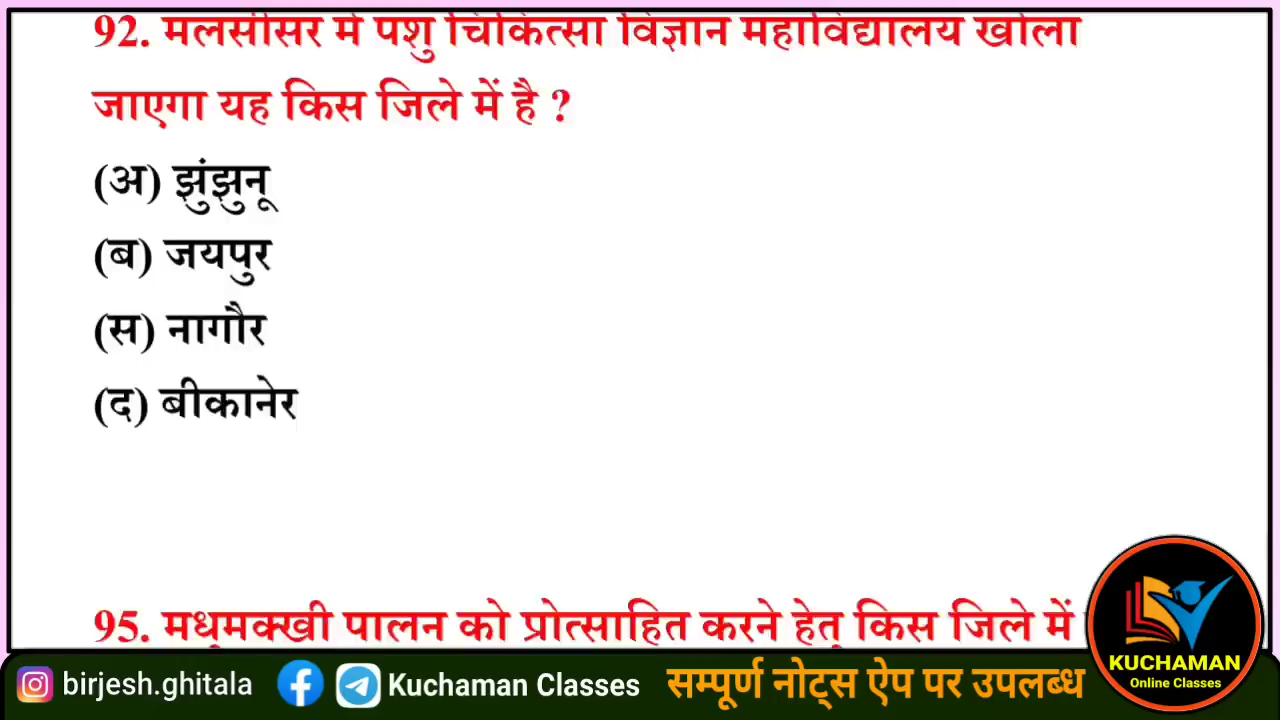 92. मलसीसर में पशु चिकित्सा विज्ञान महाविद्यालय खोला
जाएगा यह किस जिले में है ?
(अ) झुंझुनू
(ब) जयपुर
(स) नागौर
(द) बीकानेर
95. मधुमक्खी पालन को प्रोत्साहित करने हेतु किस जिले में
KUCHAMAN
Online Classes
birjesh.ghitala
Kuchaman Classes
सम्पूर्ण नोट्स ऐप पर उपलब्ध